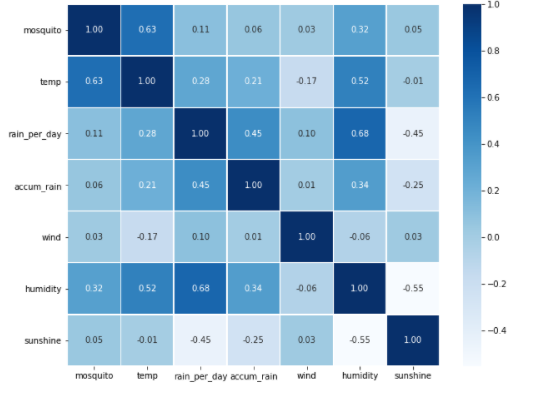 mosquito 1.00 0.63 0.11 0.06 0.03 0.32 0.05
temp 0.63 1.00 0.28 0.21 -0.17 0.52 -0.01
rain_per_day 0.11 0.28 1.00 0.45 0.10 0.68 -0.45
accum_rain 0.06 0.21 0.45 1.00 0.01 0.34 -0.25
wind 0.03 -0.17 0.10 0.01 1.00 -0.06 0.03
humidity 0.32 0.52 0.68 0.34 -0.06 1.00 -0.55
sunshine 0.05 -0.01 -0.45 -0.25 0.03 -0.55 1.00
mosquito temp rain_per_day accum_rain wind humidity sunshine
1.0
0.8
0.6
0.4
0.2
0.0
−0.2
−0.4